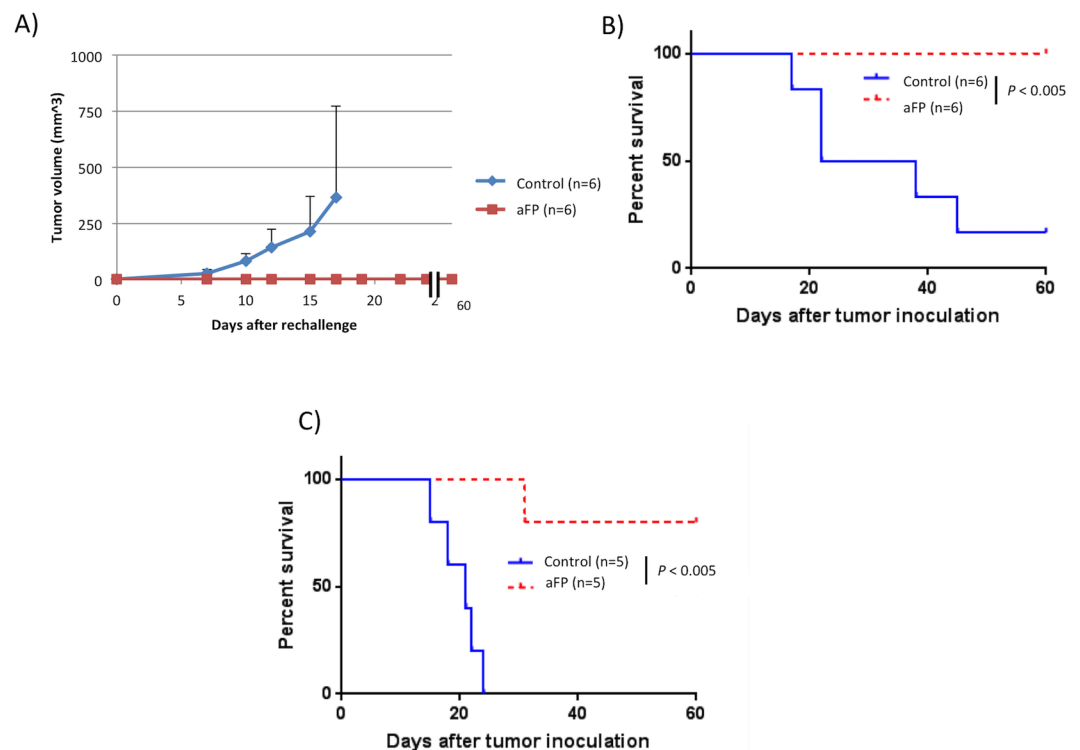 A)
1000
750
500
250
0
Tumor volume (mm^3)
0 5 10 15 20 2 60
Days after rechallenge
Control (n=6)
aFP (n=6)
B)
100
50
0
Percent survival
Control (n=6)
aFP (n=6)
P < 0.005
0 20 40 60
Days after tumor inoculation
C)
100
50
0
Percent survival
Control (n=5)
aFP (n=5)
P < 0.005
0 20 40 60
Days after tumor inoculation